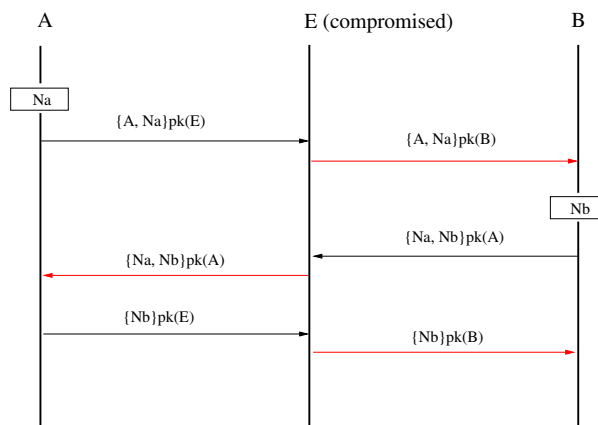 A
E (compromised)
B
Na
{A, Na}pk(E)
{A, Na}pk(B)
Nb
{Na, Nb}pk(A)
{Na, Nb}pk(A)
{Nb}pk(E)
{Nb}pk(B)